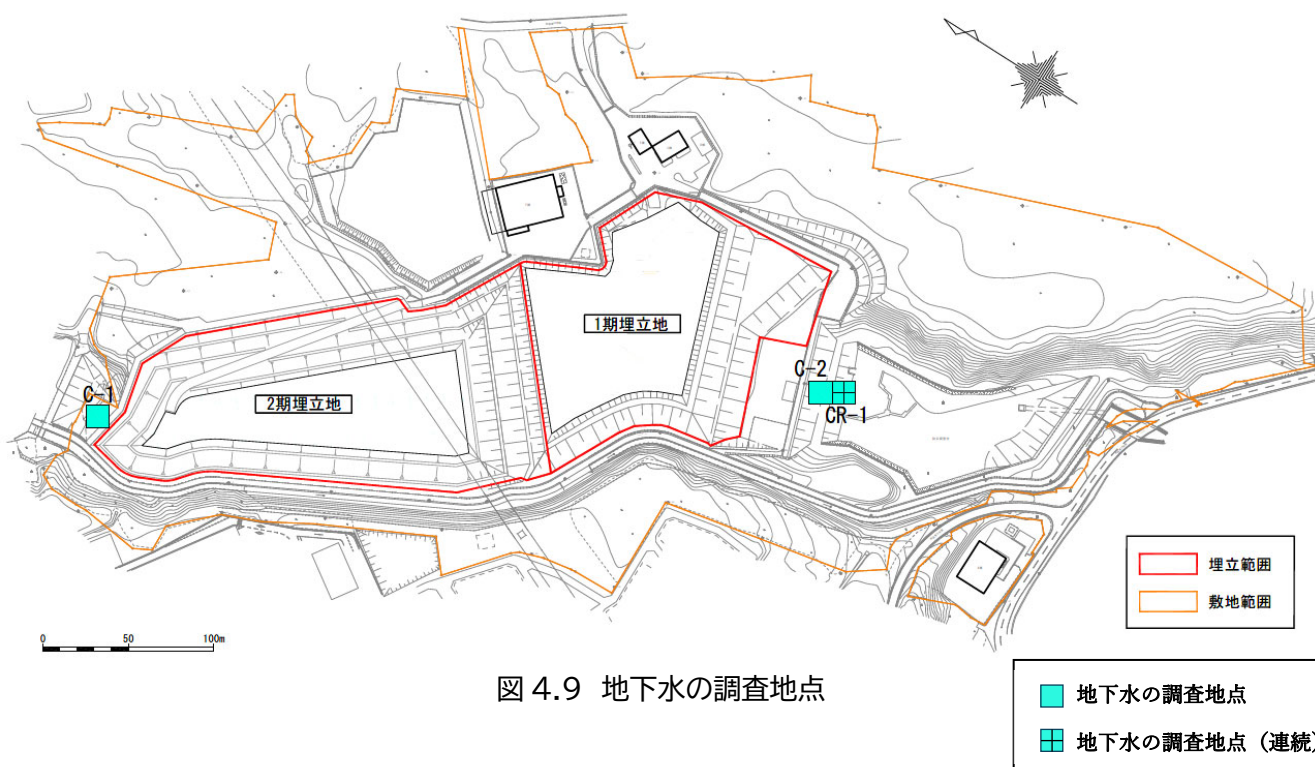 1期埋立地
C-2
C-1
2期埋立地
CR-1
埋立範囲
敷地範囲
0 50 100m
図 4.9 地下水の調査地点
地下水の調査地点
地下水の調査地点（連続）